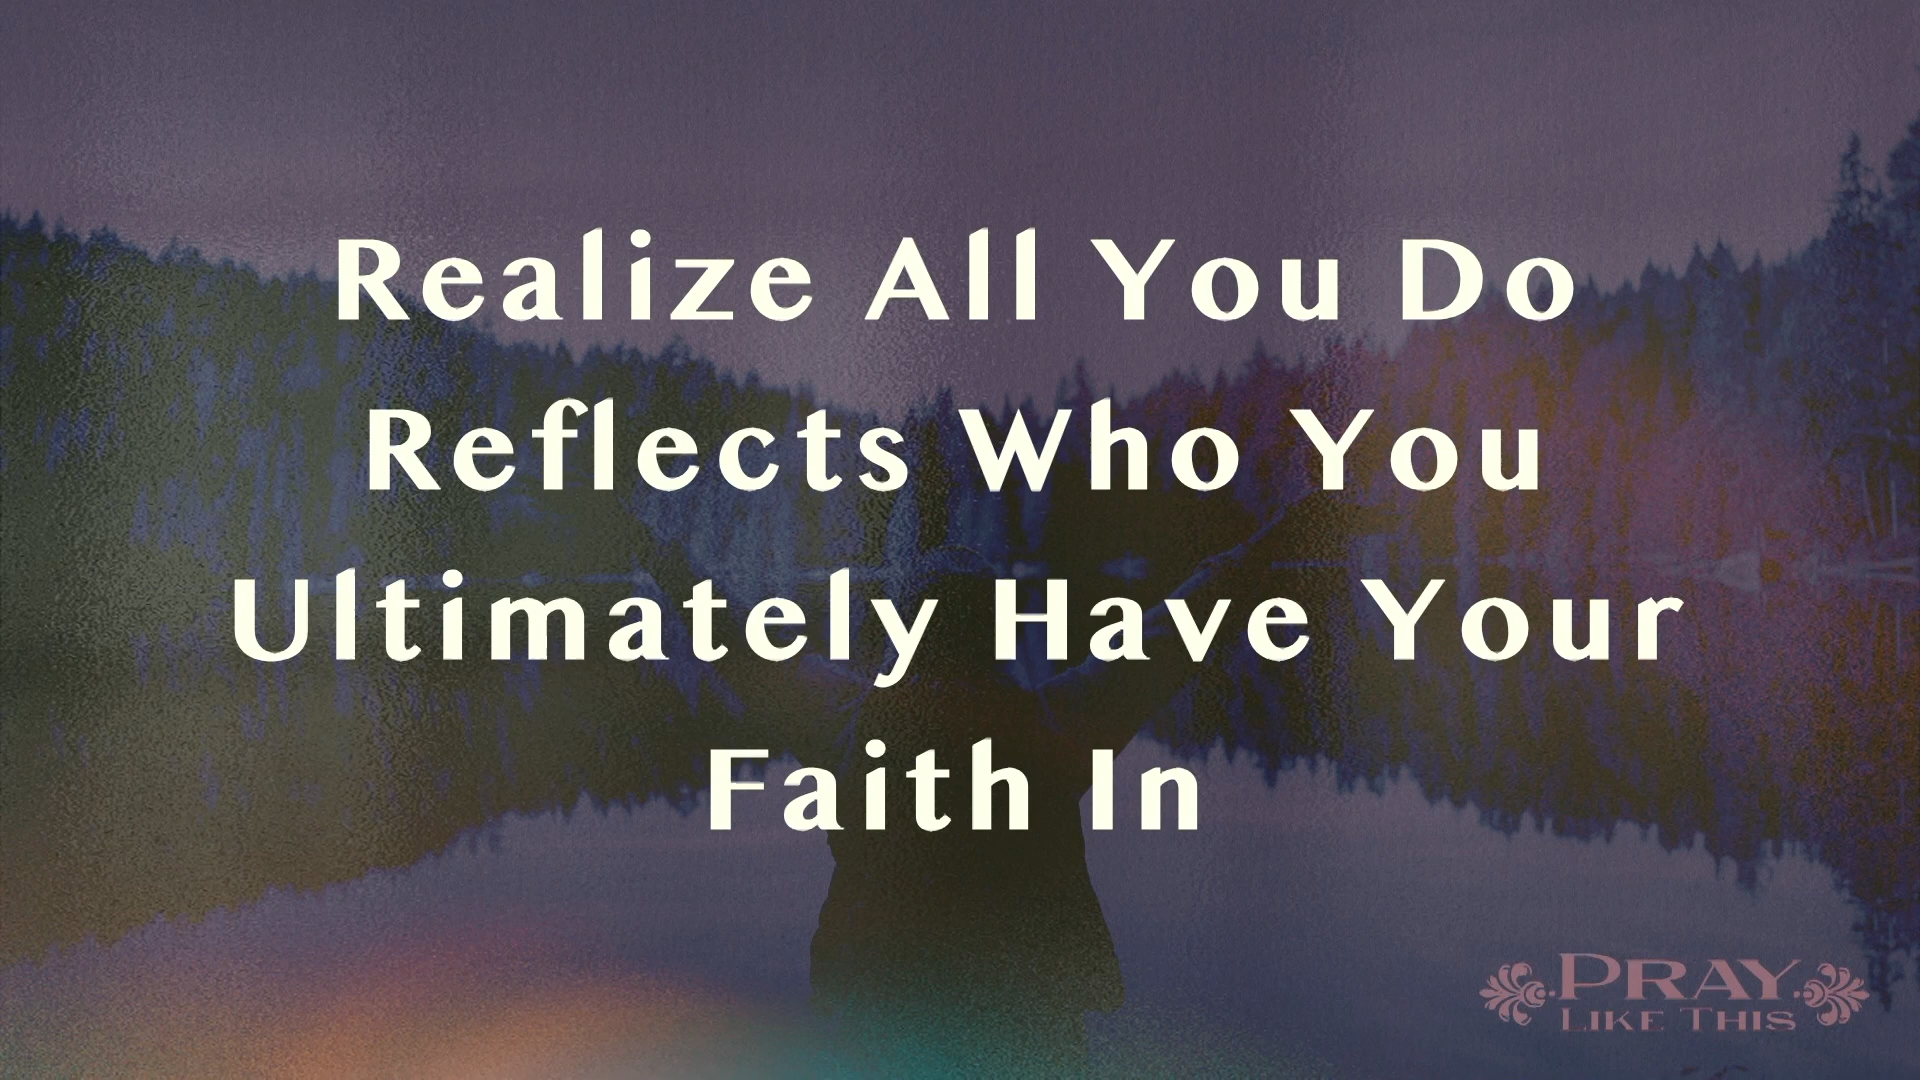 Realize All You Do
Reflects Who You
Ultimately Have Your
Faith In
PRAY
LIKE THIS